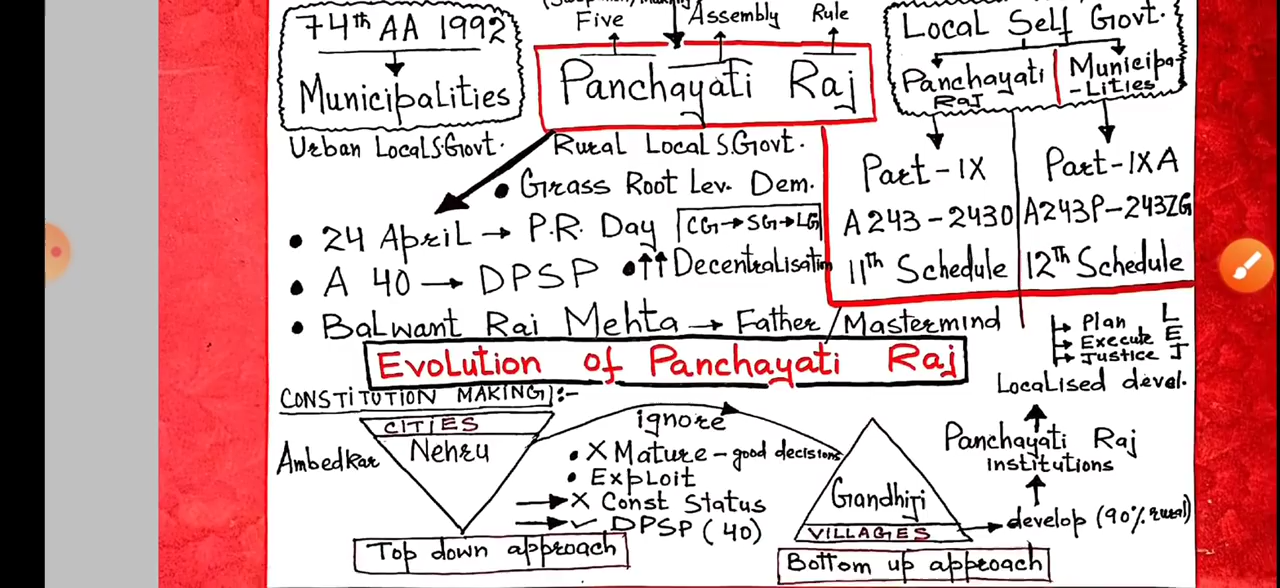 Five
Assembly
Rule
74th AA 1992
Municipalities
Urban Local S.Govt.
Panchayati Raj
Rural Local S.Govt.
Local Self Govt.
Panchayati Raj
Municipa-
-Lities
• Grass Root Lev. Dem.
• 24 April → P.R. Day
CG→SG→LG
• A 40 → DPSP
•↑↑ Decentralisation
• Balwant Rai Mehta → Father/Mastermind
Part-IX
A 243 - 243O
11th Schedule
Part-IXA
A243P-243ZG
12th Schedule
Evolution of Panchayati Raj
CONSTITUTION MAKING:-
CITIES
Nehru
Ambedkar
Top down approach
ignore
• X Mature - good decisions
• Exploit
→ X Const Status
→ ✓ DPSP (40)
Gandhiji
VILLAGES
Bottom up approach
→ develop (90% rural)
Panchayati Raj
institutions
Localised devel.
→ Plan L
→ Execute E
→ Justice J